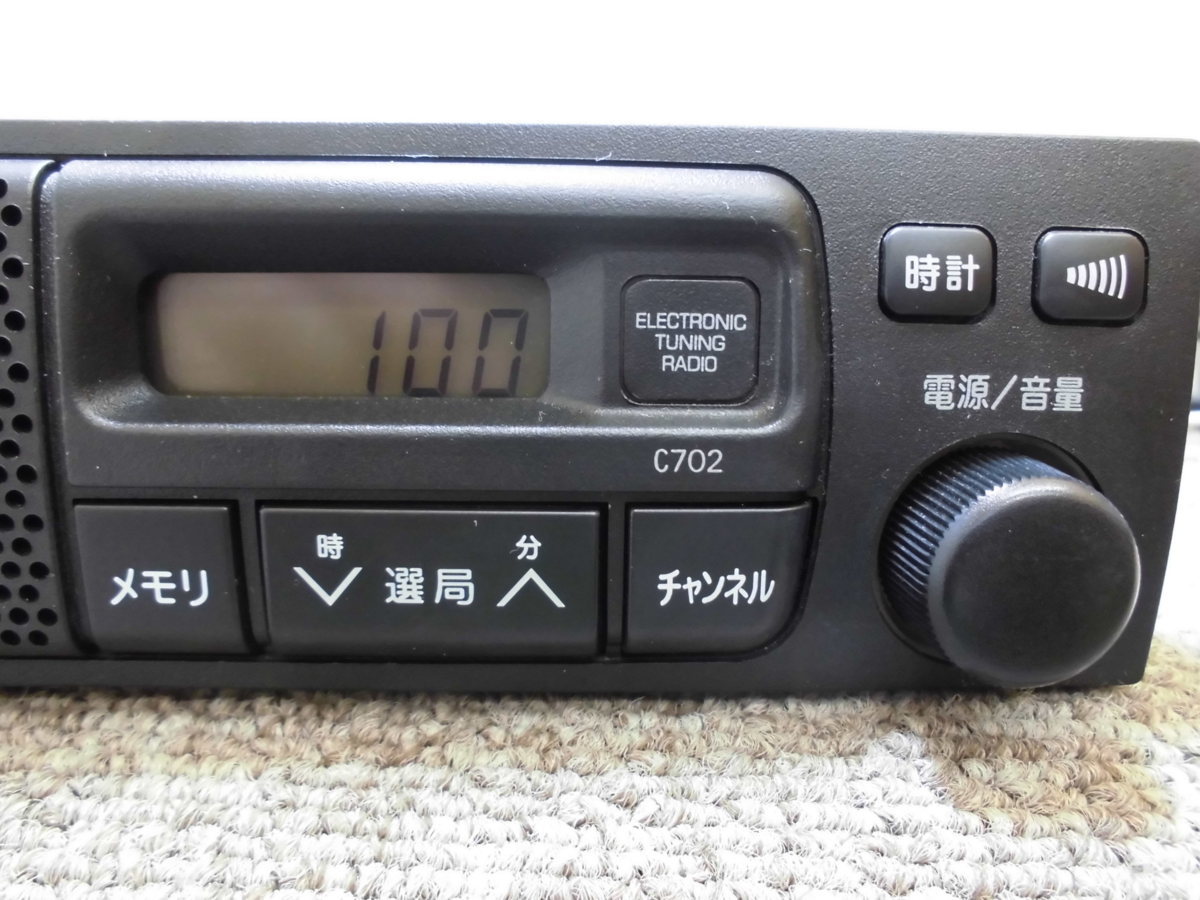 100
ELECTRONIC
TUNING
RADIO
時計
電源/音量
C702
メモリ
時 分
選局
チャンネル